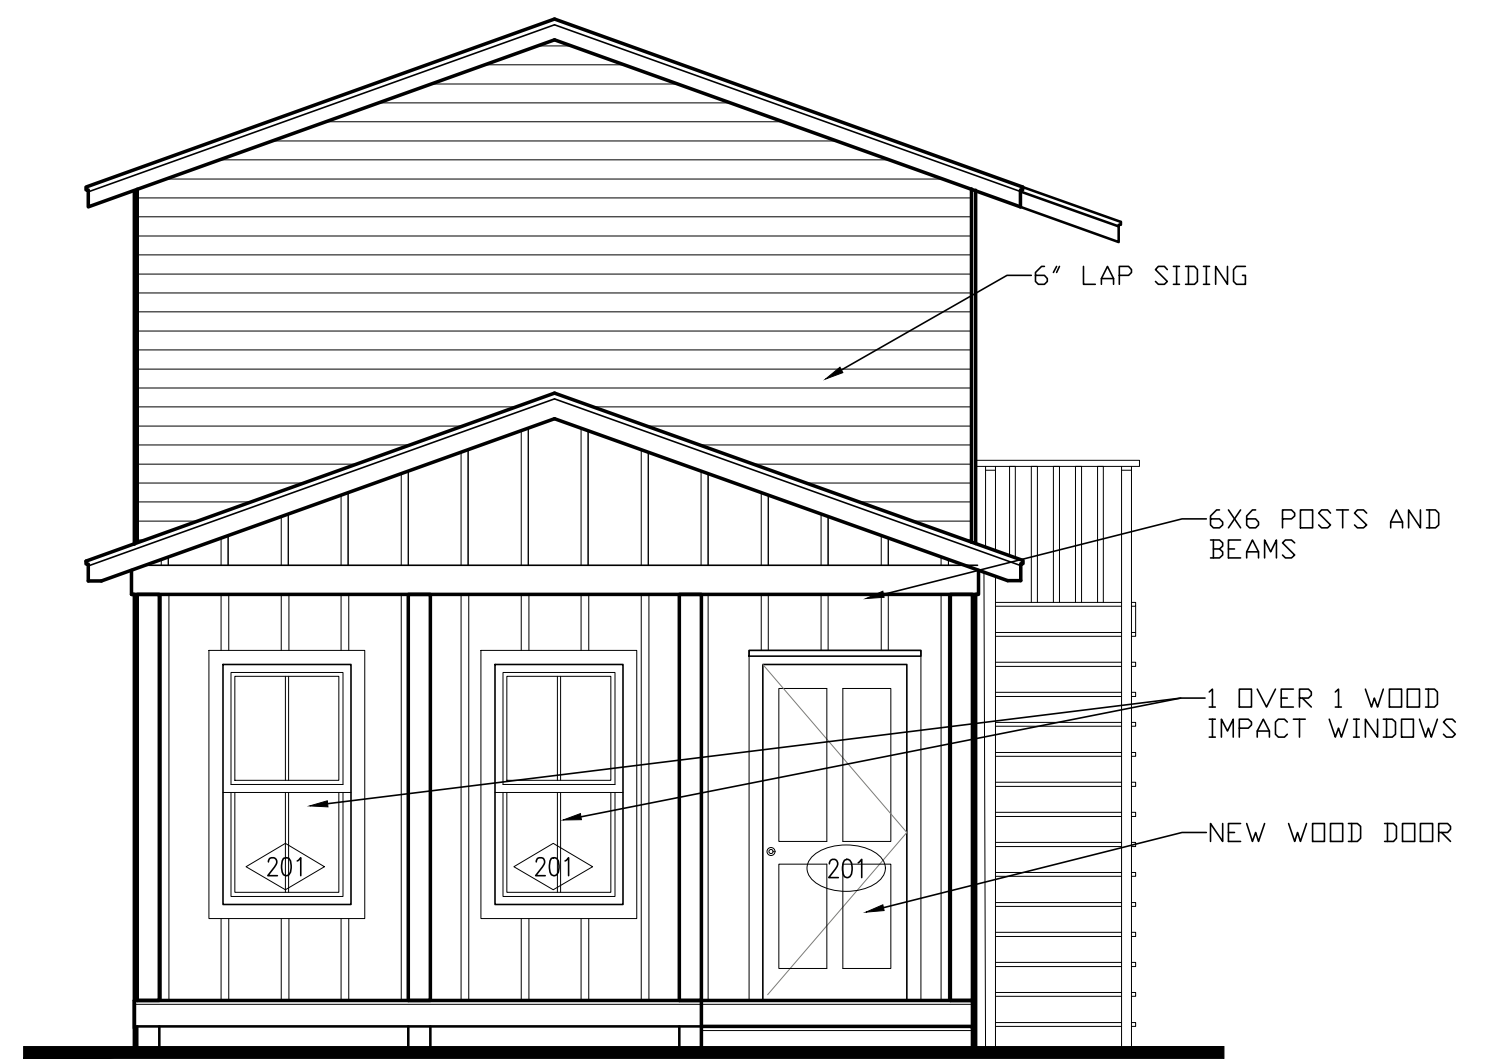 6" LAP SIDING
6X6 POSTS AND
BEAMS
1 OVER 1 WOOD
IMPACT WINDOWS
NEW WOOD DOOR
201
201
201